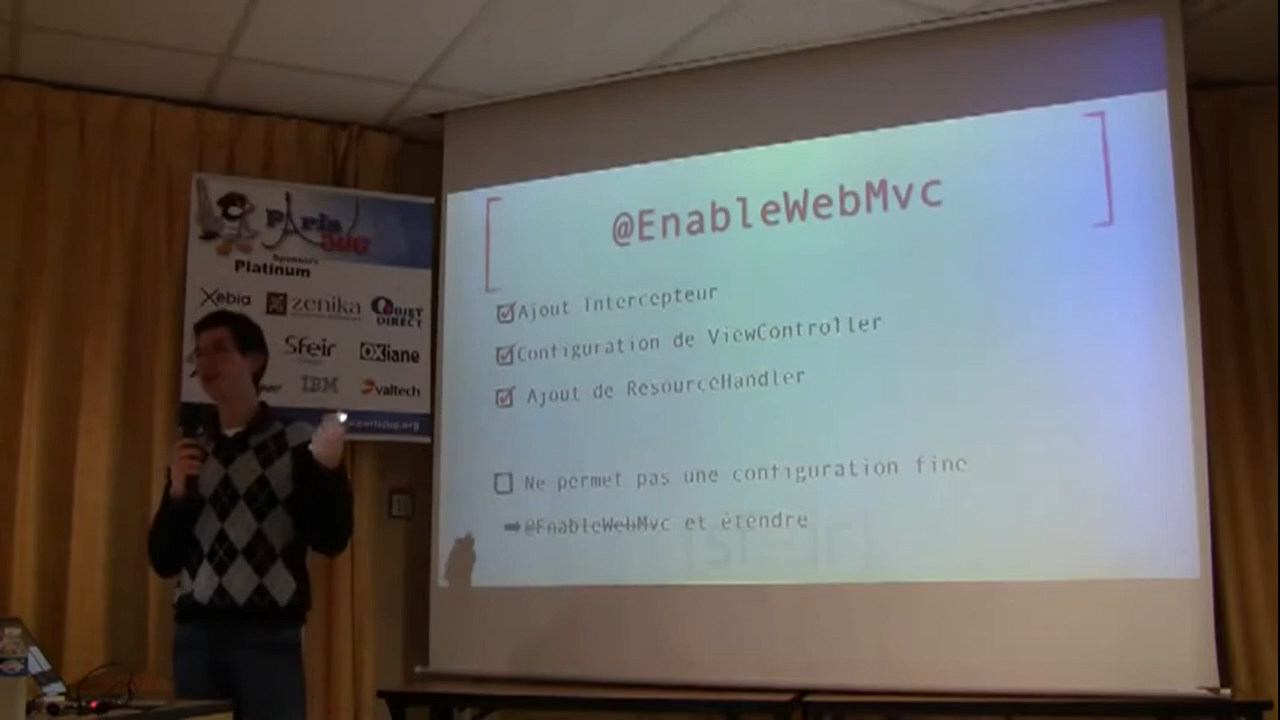 Paris
JUG
Sponsors
Platinum
Xebia
zenika
OBJET
DIRECT
Sfeir
OXiane
IBM
valtech
@EnableWebMvc
Ajout Intercepteur
Configuration de ViewController
Ajout de ResourceHandler
Ne permet pas une configuration fine
@EnableWebMvc et étendre